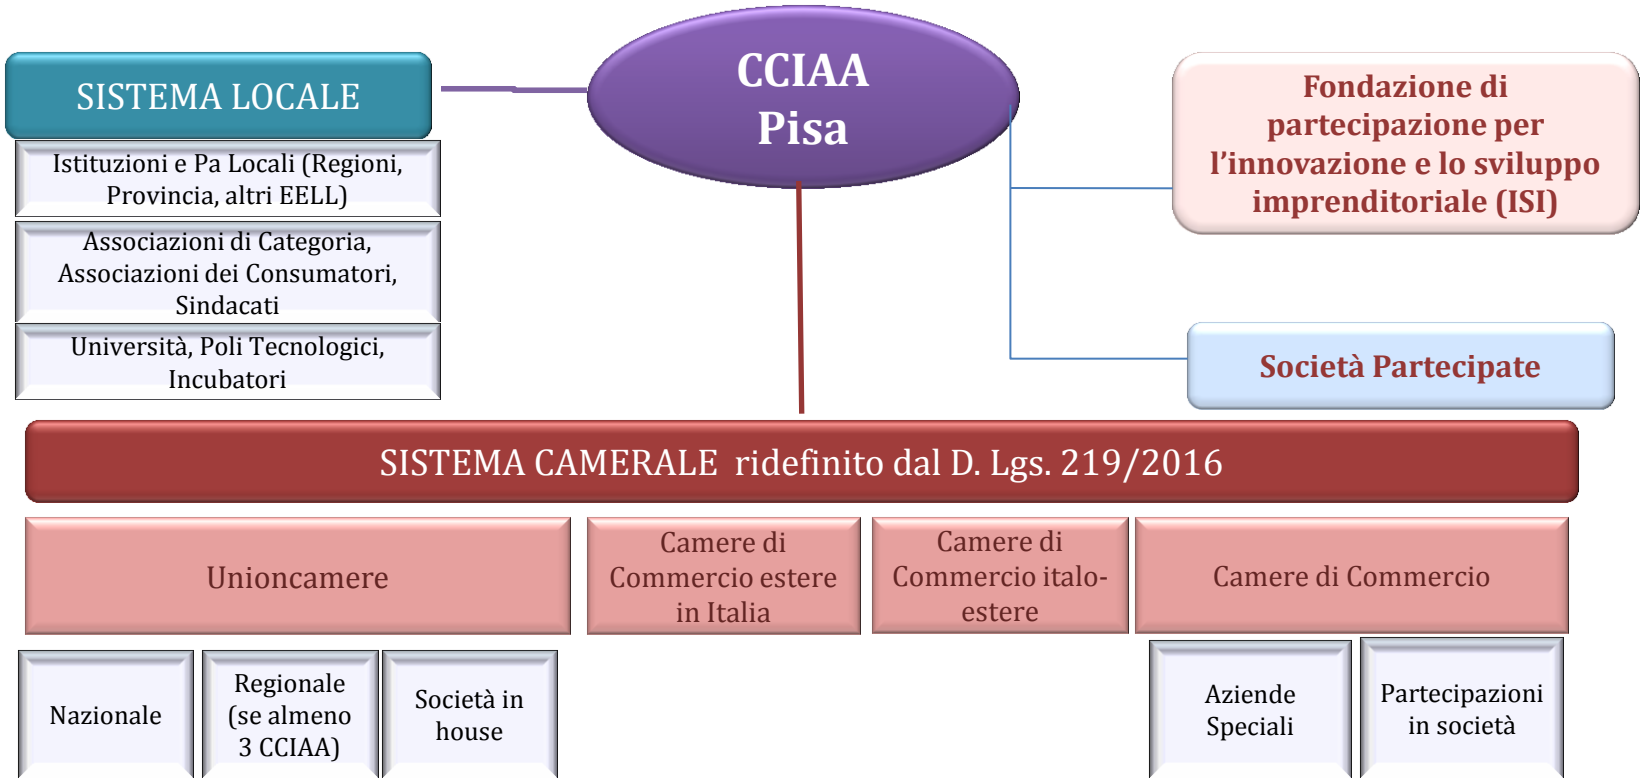 CCIAA
Pisa
SISTEMA LOCALE
Istituzioni e Pa Locali (Regioni,
Provincia, altri EELL)
Associazioni di Categoria,
Associazioni dei Consumatori,
Sindacati
Università, Poli Tecnologici,
Incubatori
Fondazione di
partecipazione per
l'innovazione e lo sviluppo
imprenditoriale (ISI)
Società Partecipate
SISTEMA CAMERALE ridefinito dal D. Lgs. 219/2016
Unioncamere
Camere di
Commercio estere
in Italia
Camere di
Commercio italo-
estere
Camere di Commercio
Nazionale
Regionale
(se almeno
3 CCIAA)
Società in
house
Aziende
Speciali
Partecipazioni
in società